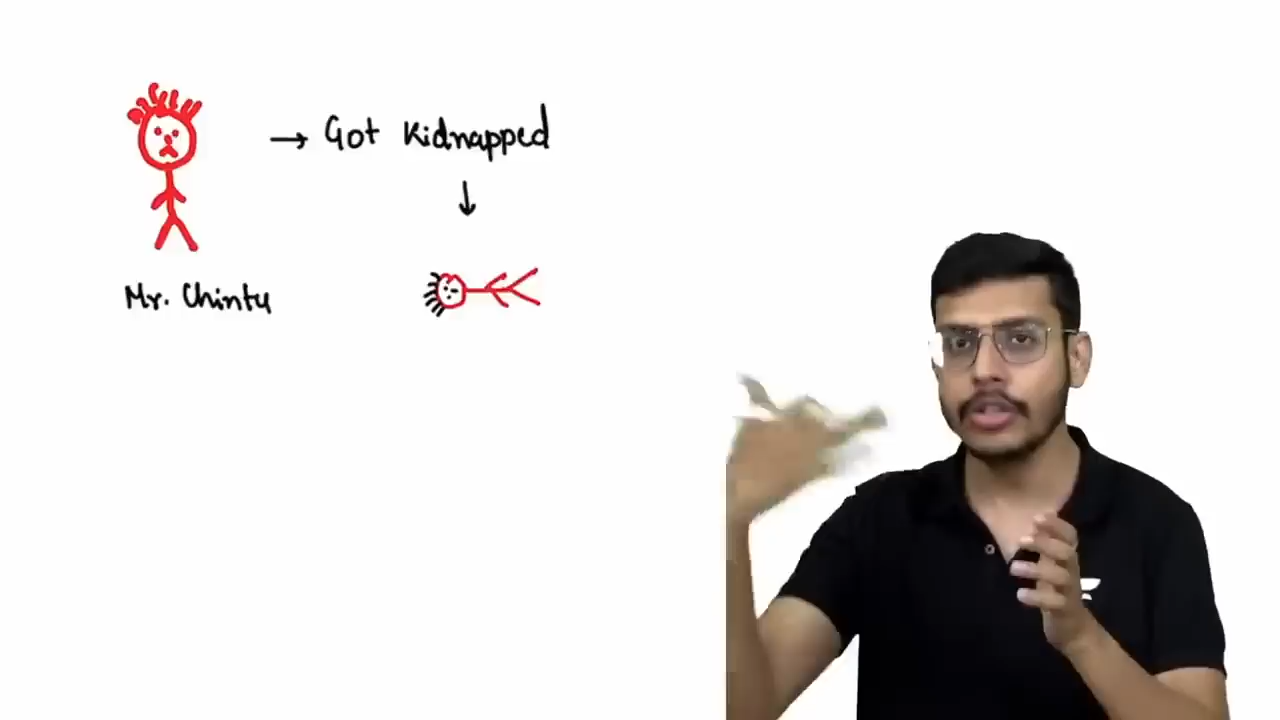 → Got Kidnapped
↓
Mr. Chintu